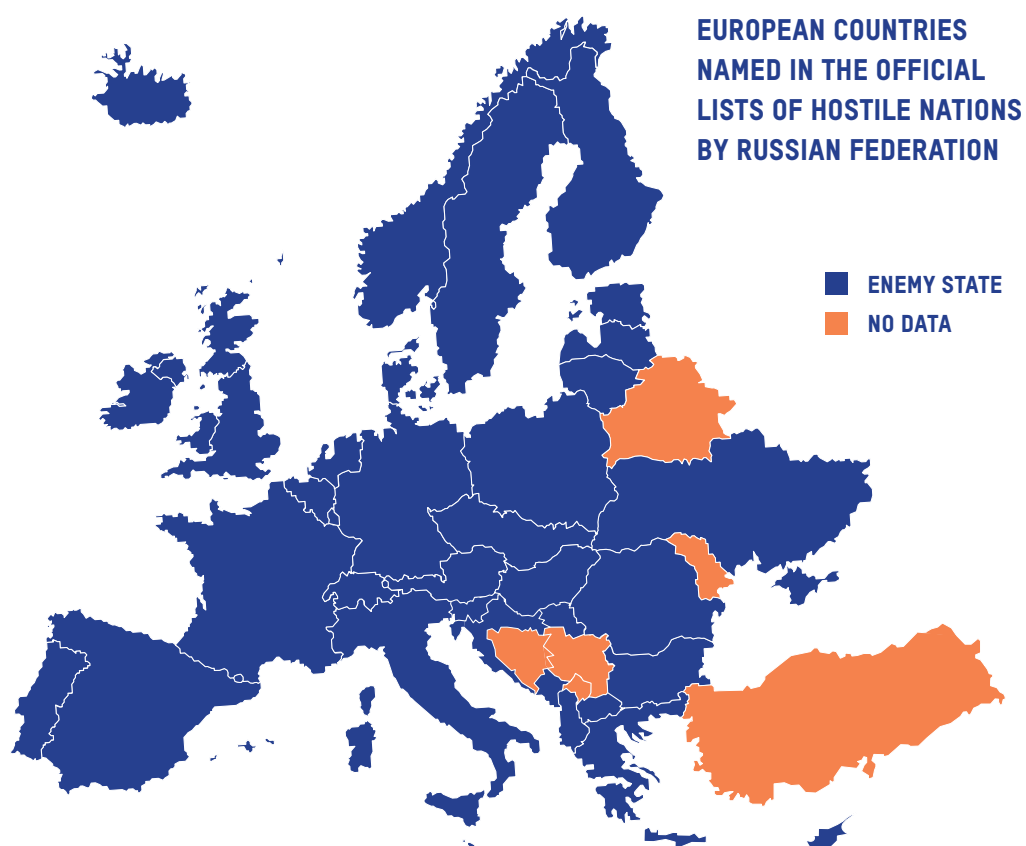 EUROPEAN COUNTRIES
NAMED IN THE OFFICIAL
LISTS OF HOSTILE NATIONS
BY RUSSIAN FEDERATION
ENEMY STATE
NO DATA